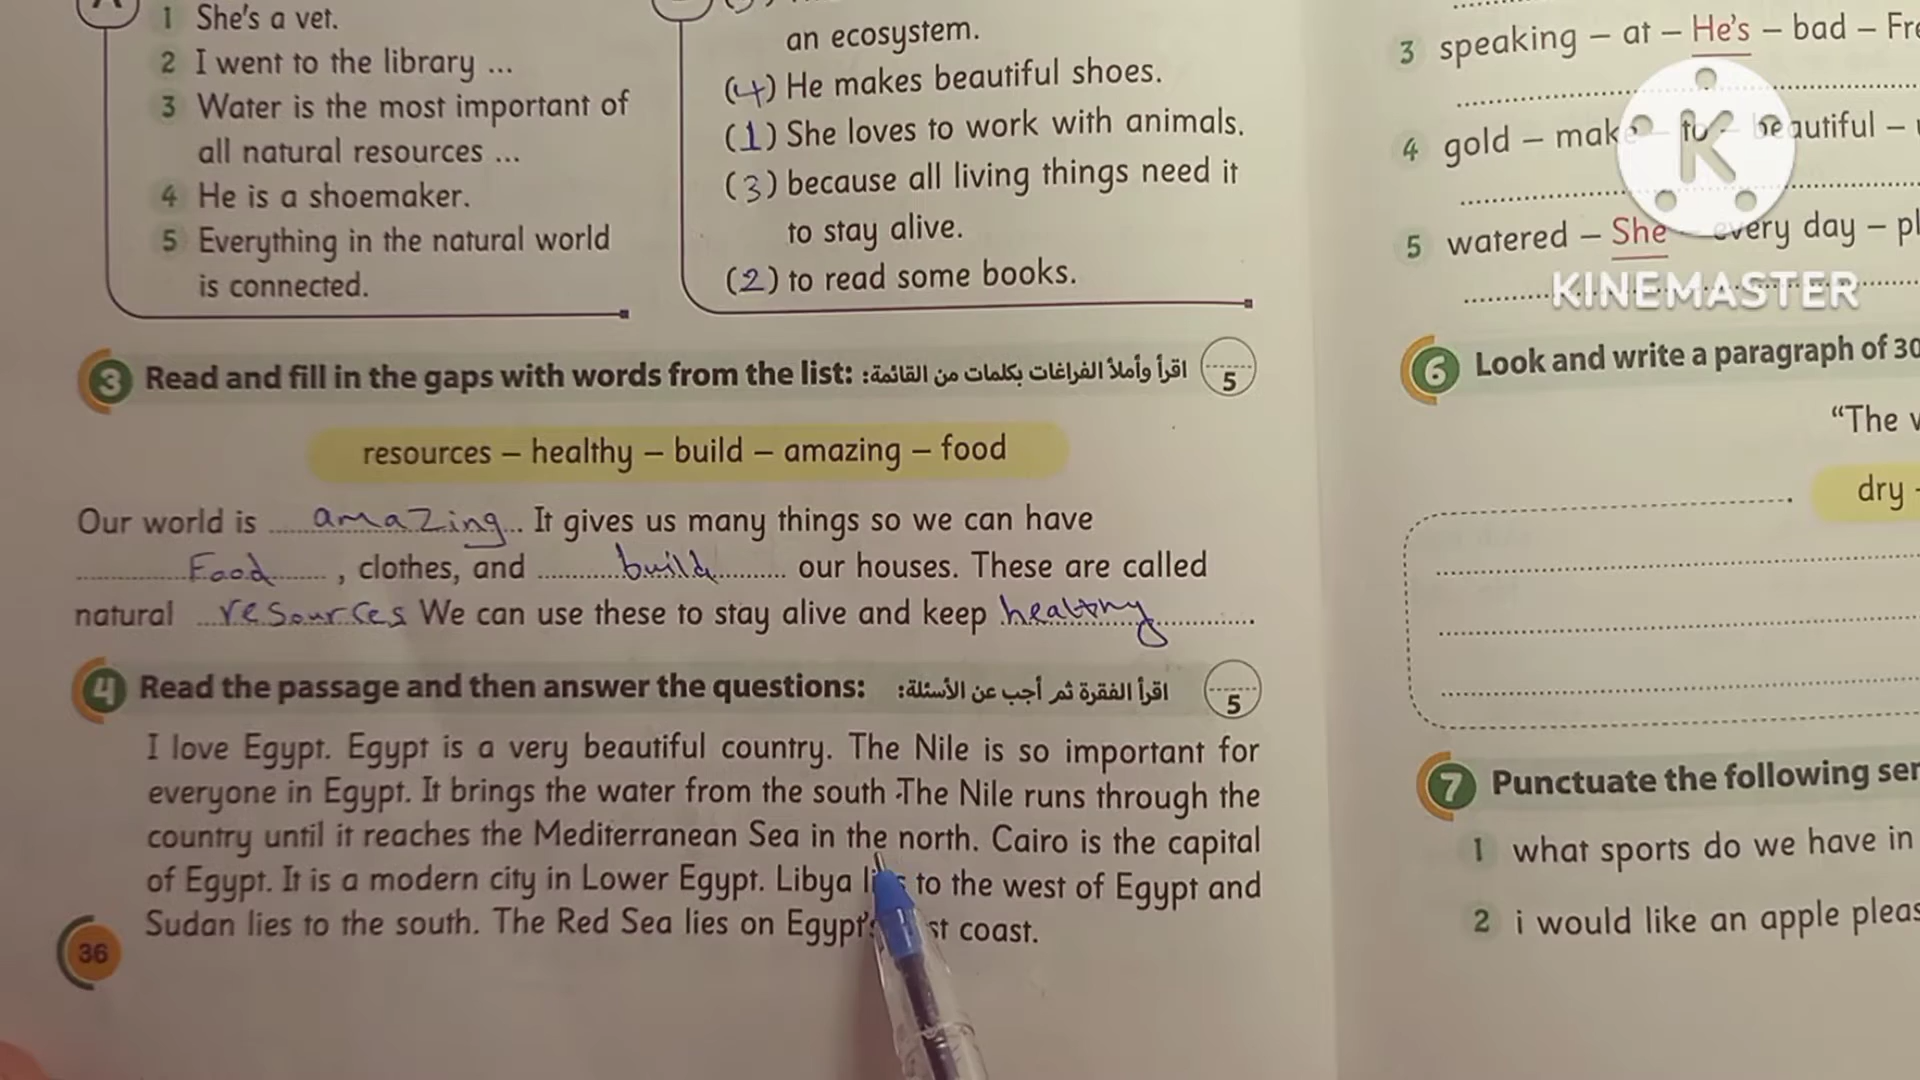 1 She's a vet.
2 I went to the library ...
3 Water is the most important of
all natural resources ...
4 He is a shoemaker.
5 Everything in the natural world
is connected.
an ecosystem.
(4) He makes beautiful shoes.
(1) She loves to work with animals.
(3) because all living things need it
to stay alive.
(2) to read some books.
3 Read and fill in the gaps with words from the list: اقرأ وأملأ الفراغات بكلمات من القائمة: 5
resources – healthy – build – amazing – food
Our world is amazing. It gives us many things so we can have
Food, clothes, and build our houses. These are called
natural resources We can use these to stay alive and keep healthy.
4 Read the passage and then answer the questions: اقرأ الفقرة ثم أجب عن الأسئلة: 5
I love Egypt. Egypt is a very beautiful country. The Nile is so important for
everyone in Egypt. It brings the water from the south. The Nile runs through the
country until it reaches the Mediterranean Sea in the north. Cairo is the capital
of Egypt. It is a modern city in Lower Egypt. Libya to the west of Egypt and
Sudan lies to the south. The Red Sea lies on coast.
36
3 speaking – at – He's – bad –
4 gold – make – to – beautiful –
5 watered – She – every day –
K
KINEMASTER
6 Look and write a paragraph of 30
"The
dry
7 Punctuate the following
1 what sports do we have in
2 i would like an apple